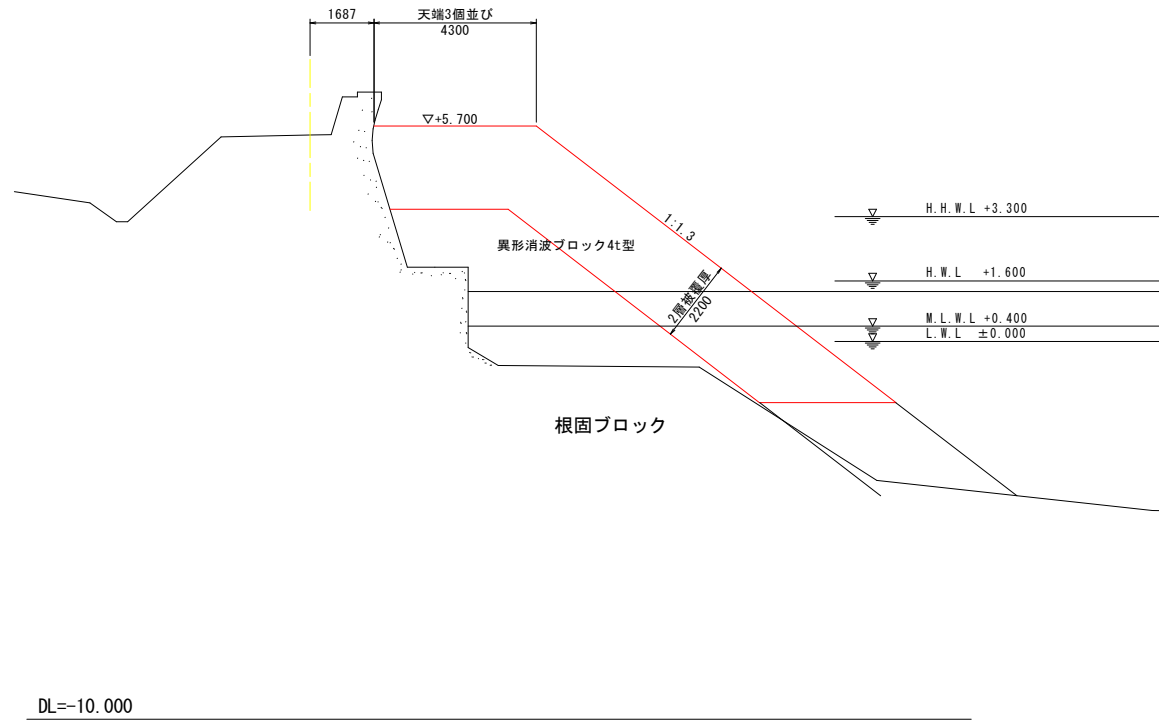 1687
天端3個並び
4300
▽+5.700
H.H.W.L +3.300
1:1.3
異形消波ブロック4t型
H.W.L +1.600
2層被覆厚
2200
M.L.W.L +0.400
L.W.L ±0.000
根固ブロック
DL=-10.000